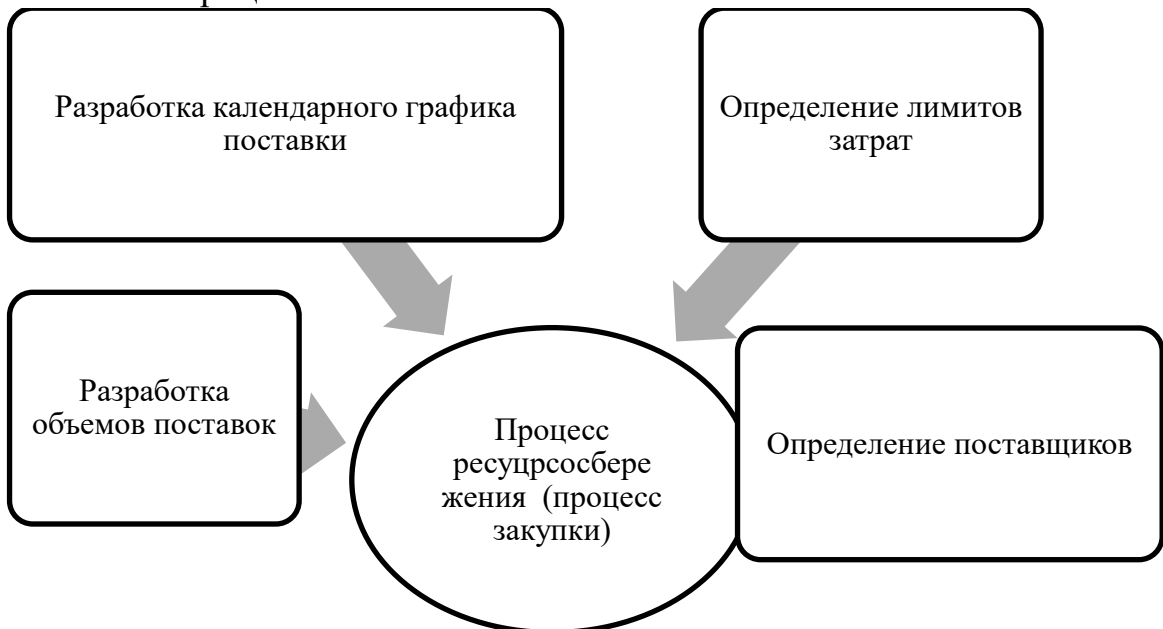 Разработка календарного графика
поставки
Определение лимитов
затрат
Разработка
объемов поставок
Процесс
ресуцрсосбере
жения (процесс
закупки)
Определение поставщиков